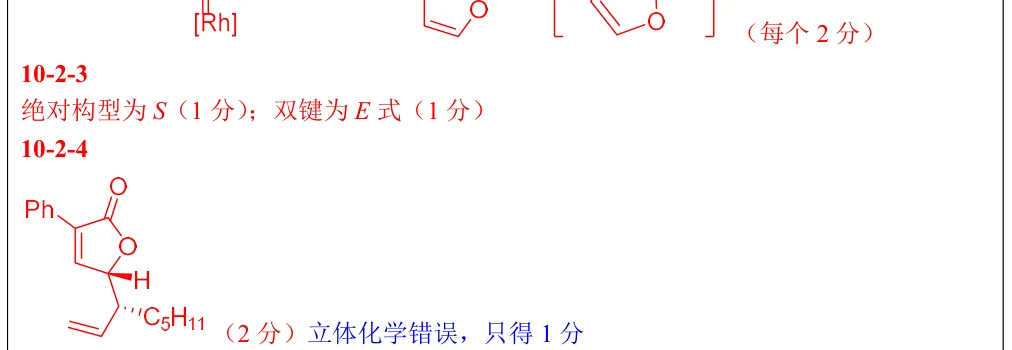 [Rh]
O
O
（每个 2 分）
10-2-3
绝对构型为 S（1 分）；双键为 E 式（1 分）
10-2-4
O
Ph
O
H
C5H11
（2 分）立体化学错误，只得 1 分